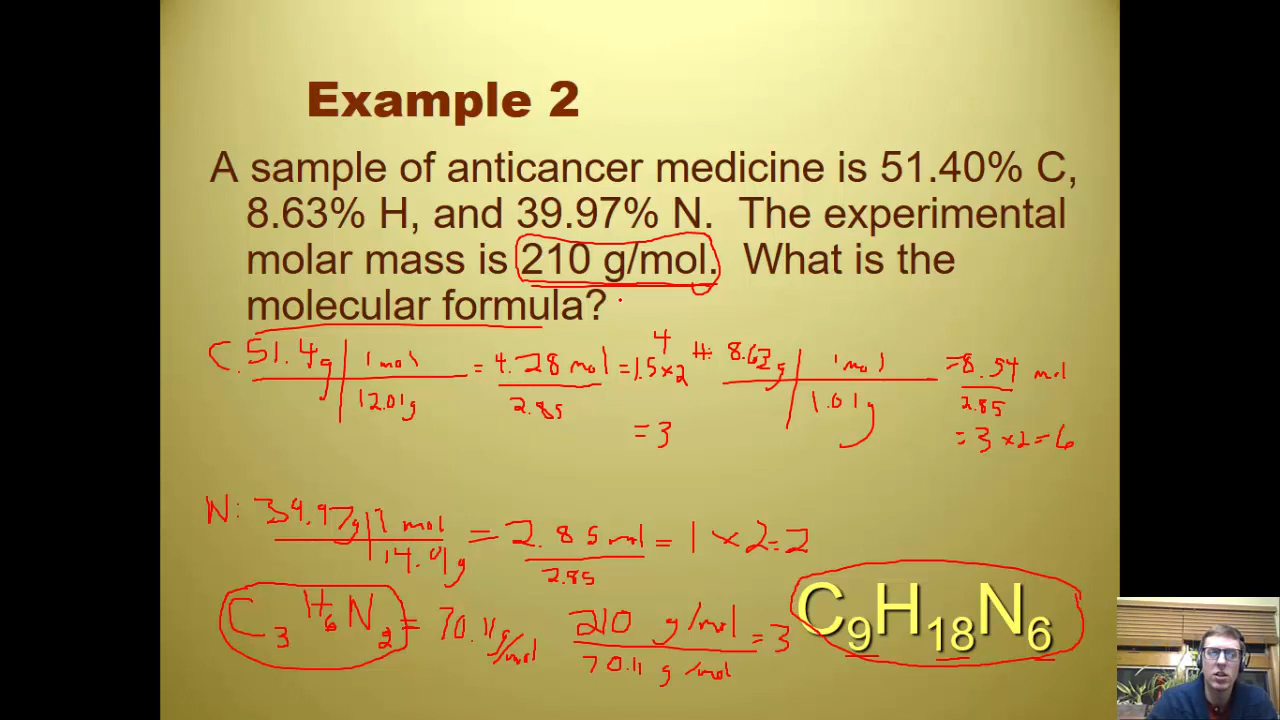 Example 2
A sample of anticancer medicine is 51.40% C,
8.63% H, and 39.97% N. The experimental
molar mass is 210 g/mol. What is the
molecular formula?
C. 51.4g | 1 mol = 4.28 mol = 1.5 x 2 4 H: 8.63g | 1 mol = 8.54 mol
12.01g 2.85 1.01g 2.85
= 3 = 3 x 2 = 6
N: 39.97g | 1 mol = 2.85 mol = 1 x 2 = 2
14.01g 2.85
C₃H₆N₂ = 70.11g/mol 210 g/mol = 3 C₉H₁₈N₆
70.11 g/mol